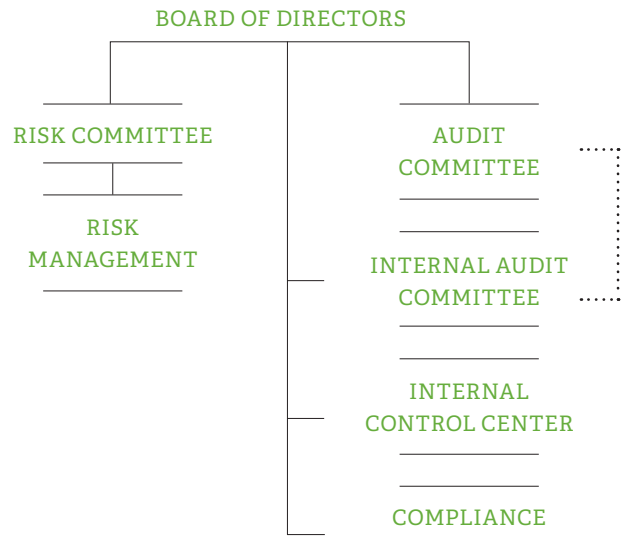 BOARD OF DIRECTORS
RISK COMMITTEE
RISK
MANAGEMENT
AUDIT
COMMITTEE
INTERNAL AUDIT
COMMITTEE
INTERNAL
CONTROL CENTER
COMPLIANCE